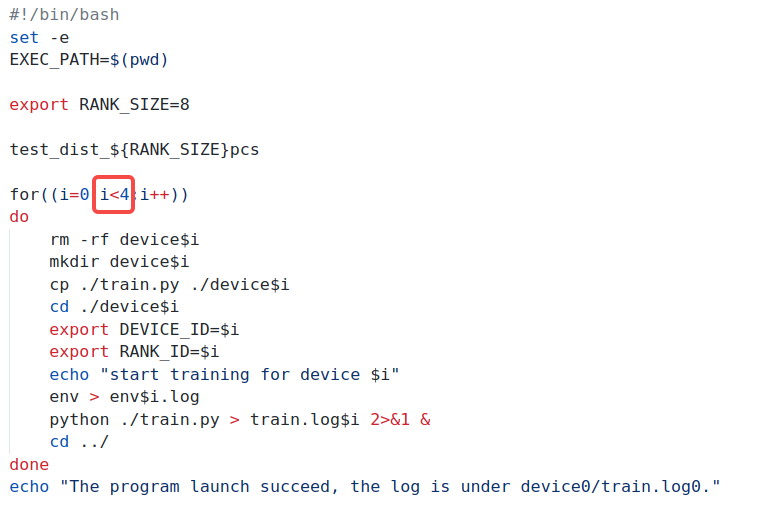 #!/bin/bash
set -e
EXEC_PATH=$(pwd)
export RANK_SIZE=8
test_dist_${RANK_SIZE}pcs
for((i=0;i<4;i++))
do
rm -rf device$i
mkdir device$i
cp ./train.py ./device$i
cd ./device$i
export DEVICE_ID=$i
export RANK_ID=$i
echo "start training for device $i"
env > env$i.log
python ./train.py > train.log$i 2>&1 &
cd ../
done
echo "The program launch succeed, the log is under device0/train.log0."